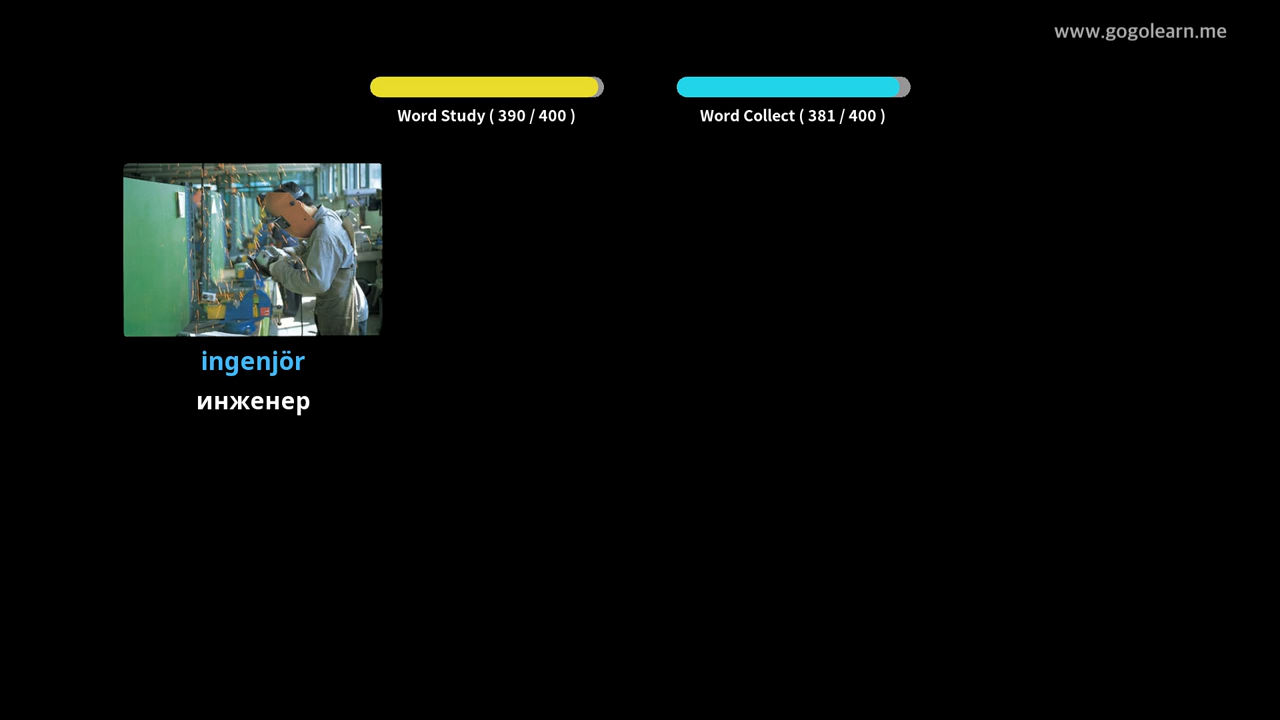 www.gogolearn.me
Word Study ( 390 / 400 )
Word Collect ( 381 / 400 )
ingenjör
инженер